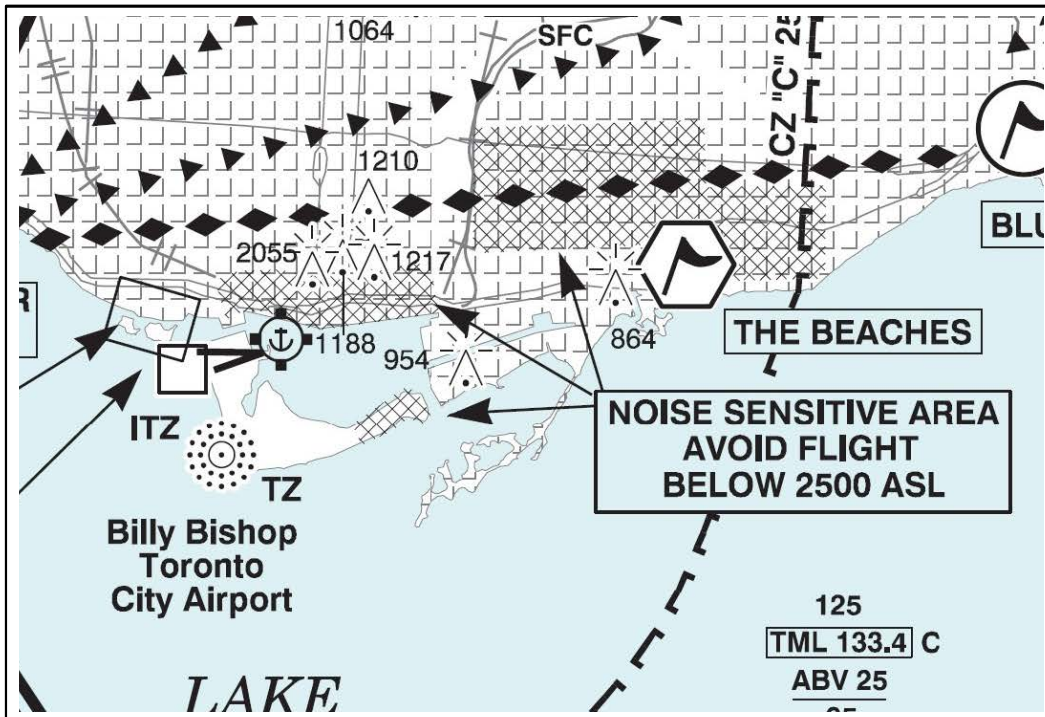 1064
SFC
CZ "C" 25
1210
2055
1217
BLU
R
1188
954
864
THE BEACHES
ITZ
TZ
NOISE SENSITIVE AREA
AVOID FLIGHT
BELOW 2500 ASL
Billy Bishop
Toronto
City Airport
125
TML 133.4 C
ABV 25
LAKE